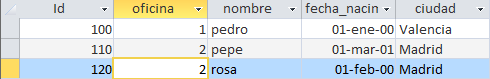 Id oficina nombre fecha_nacin ciudad
100 1 pedro 01-ene-00 Valencia
110 2 pepe 01-mar-01 Madrid
120 2 rosa 01-feb-00 Madrid